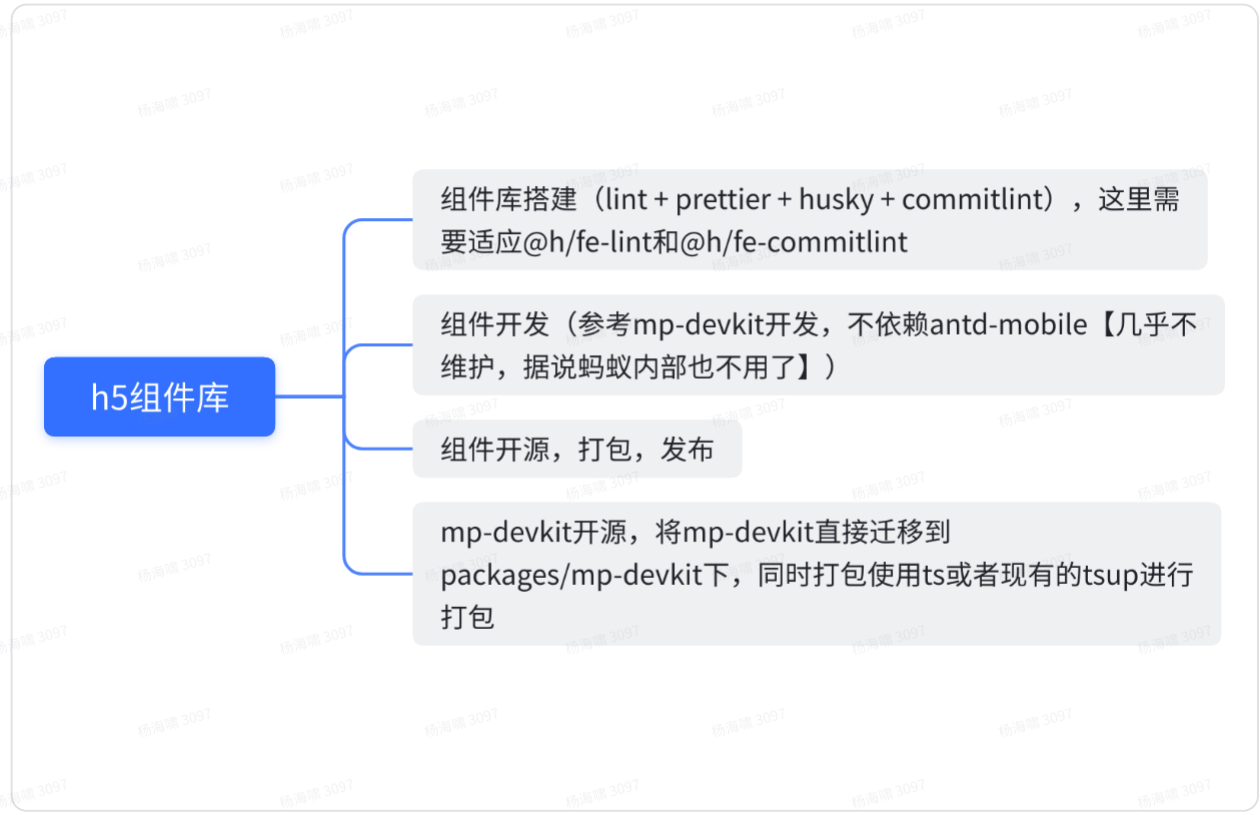 h5组件库
组件库搭建（lint + prettier + husky + commitlint），这里需
要适应@h/fe-lint和@h/fe-commitlint
组件开发（参考mp-devkit开发，不依赖antd-mobile【几乎不
维护，据说蚂蚁内部也不用了】）
组件开源，打包，发布
mp-devkit开源，将mp-devkit直接迁移到
packages/mp-devkit下，同时打包使用ts或者现有的tsup进行
打包
杨海啸 3097